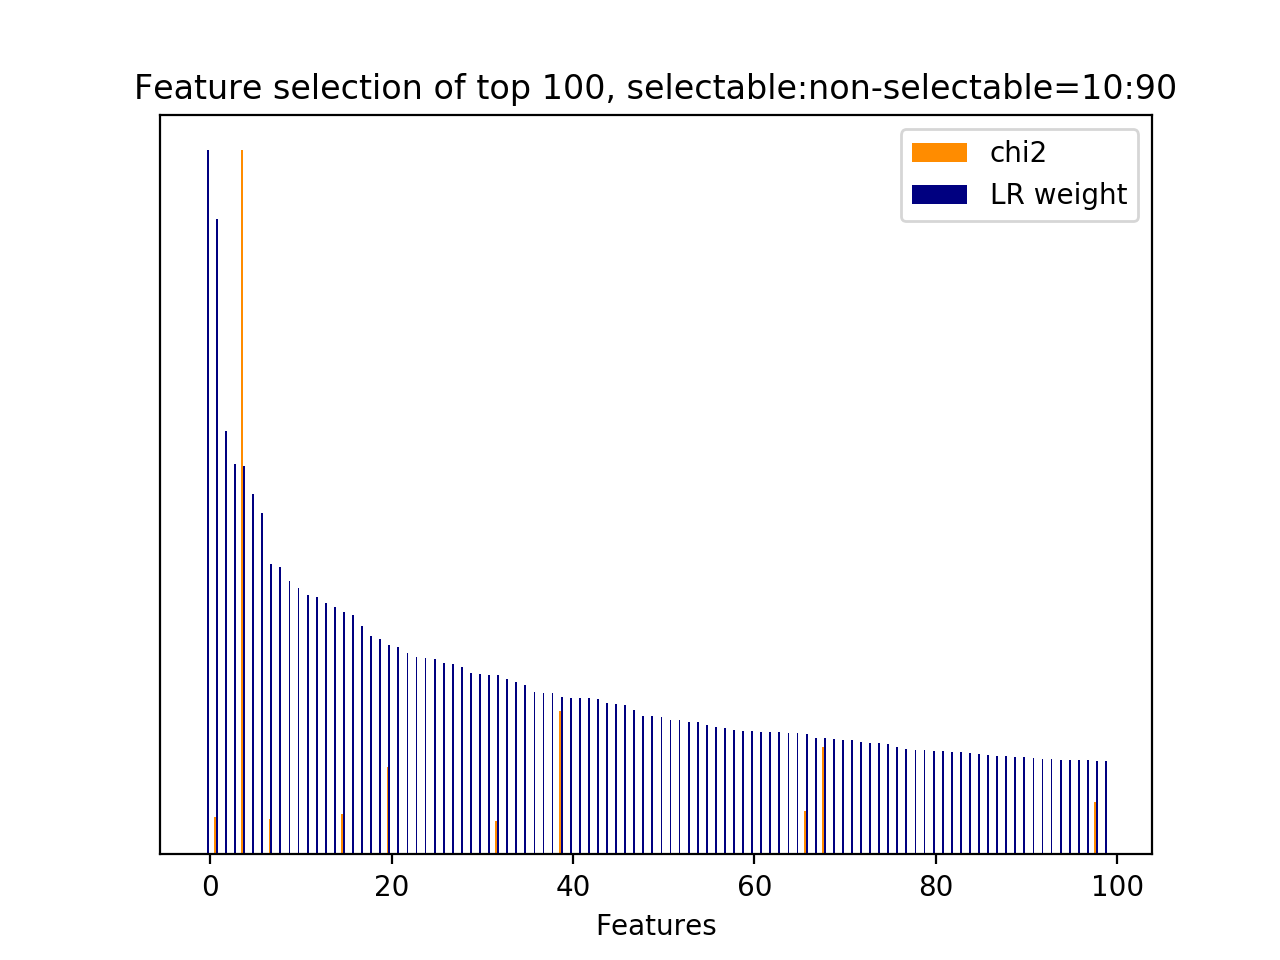 Feature selection of top 100, selectable:non-selectable=10:90
chi2
LR weight
0 20 40 60 80 100
Features